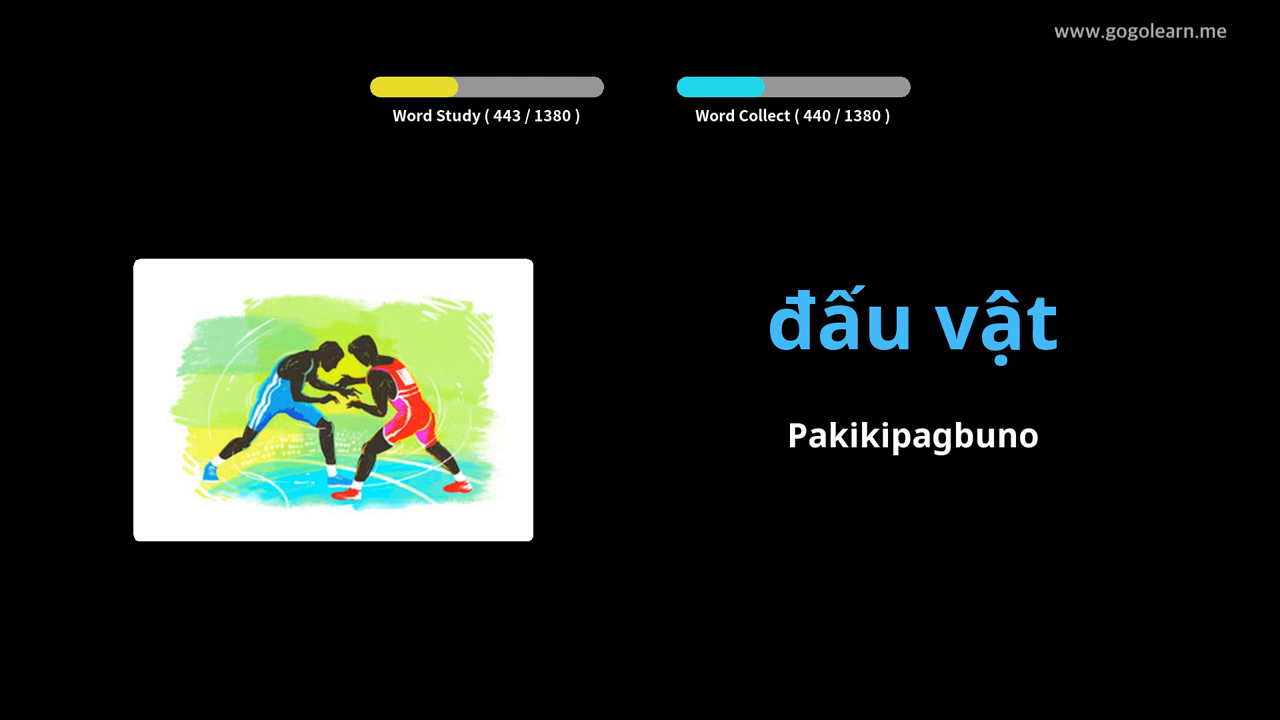 www.gogolearn.me
Word Study ( 443 / 1380 )
Word Collect ( 440 / 1380 )
đấu vật
Pakikipagbuno